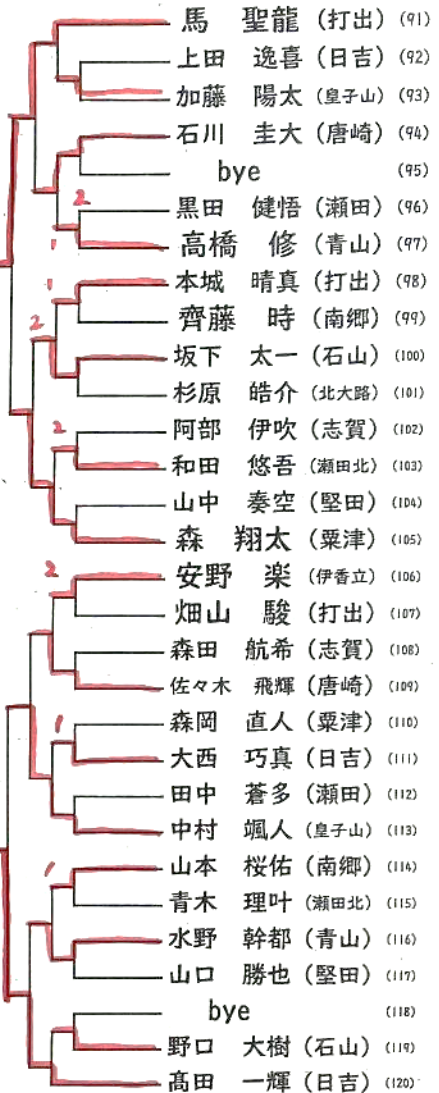 馬 聖龍 (打出) (91)
上田 逸喜 (日吉) (92)
加藤 陽太 (皇子山) (93)
石川 圭大 (唐崎) (94)
bye (95)
2
黒田 健悟 (瀬田) (96)
1 高橋 修 (青山) (97)
1 本城 晴真 (打出) (98)
2 齊藤 時 (南郷) (99)
坂下 太一 (石山) (100)
杉原 皓介 (北大路) (101)
2 阿部 伊吹 (志賀) (102)
和田 悠吾 (瀬田北) (103)
山中 奏空 (堅田) (104)
森 翔太 (粟津) (105)
2 安野 楽 (伊香立) (106)
畑山 駿 (打出) (107)
森田 航希 (志賀) (108)
佐々木 飛輝 (唐崎) (109)
1 森岡 直人 (粟津) (110)
大西 巧真 (日吉) (111)
田中 蒼多 (瀬田) (112)
中村 颯人 (皇子山) (113)
1 山本 桜佑 (南郷) (114)
青木 理叶 (瀬田北) (115)
水野 幹都 (青山) (116)
山口 勝也 (堅田) (117)
bye (118)
野口 大樹 (石山) (119)
髙田 一輝 (日吉) (120)